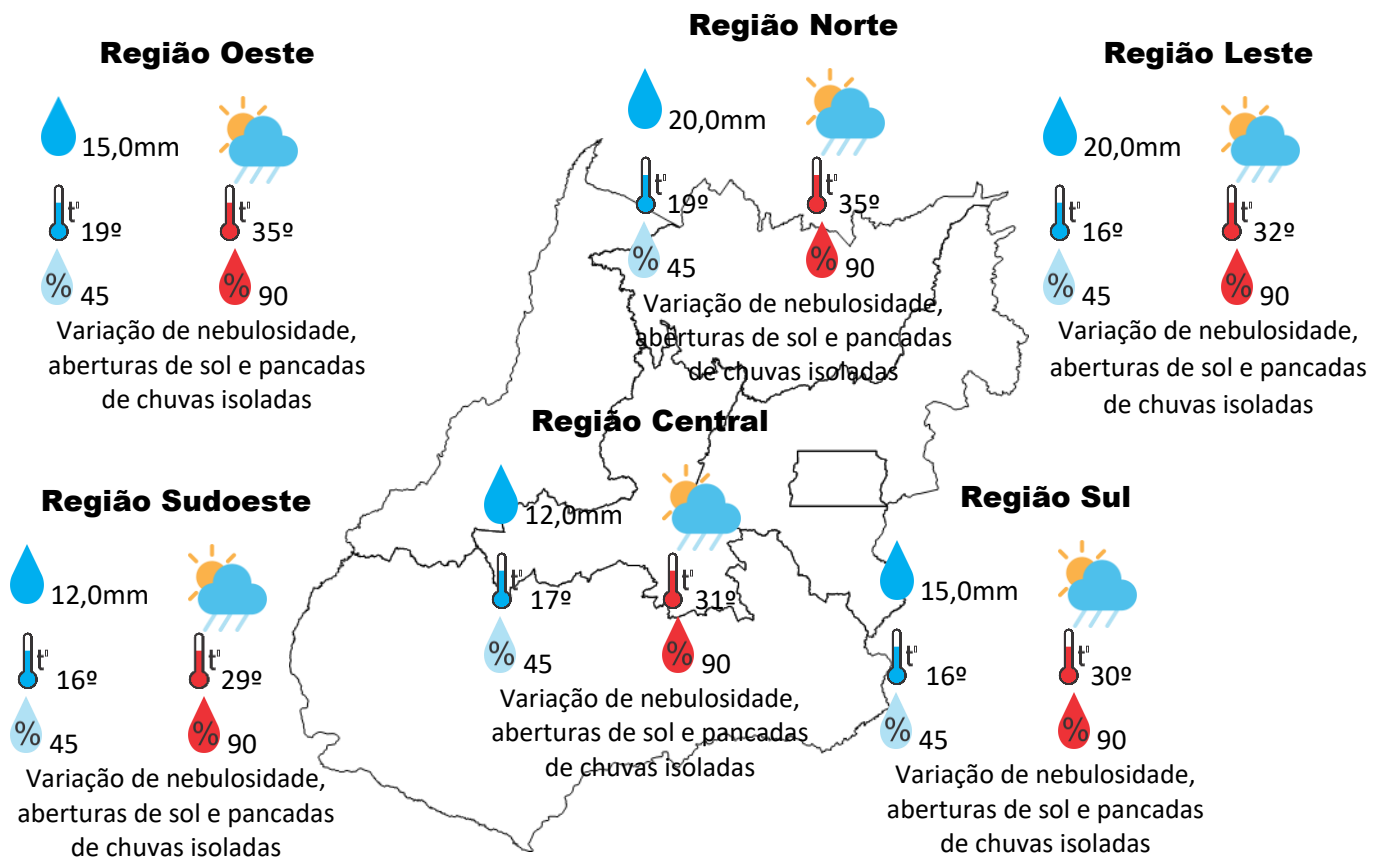 Região Oeste
15,0mm
t°
19º
t°
35º
% 45
% 90
Variação de nebulosidade,
aberturas de sol e pancadas
de chuvas isoladas
Região Norte
20,0mm
t°
19º
t°
35º
% 45
% 90
Variação de nebulosidade,
aberturas de sol e pancadas
de chuvas isoladas
Região Leste
20,0mm
t°
16º
t°
32º
% 45
% 90
Variação de nebulosidade,
aberturas de sol e pancadas
de chuvas isoladas
Região Sudoeste
12,0mm
t°
16º
t°
29º
% 45
% 90
Variação de nebulosidade,
aberturas de sol e pancadas
de chuvas isoladas
Região Central
12,0mm
t°
17º
t°
31º
% 45
% 90
Variação de nebulosidade,
aberturas de sol e pancadas
de chuvas isoladas
Região Sul
15,0mm
t°
16º
t°
30º
% 45
% 90
Variação de nebulosidade,
aberturas de sol e pancadas
de chuvas isoladas